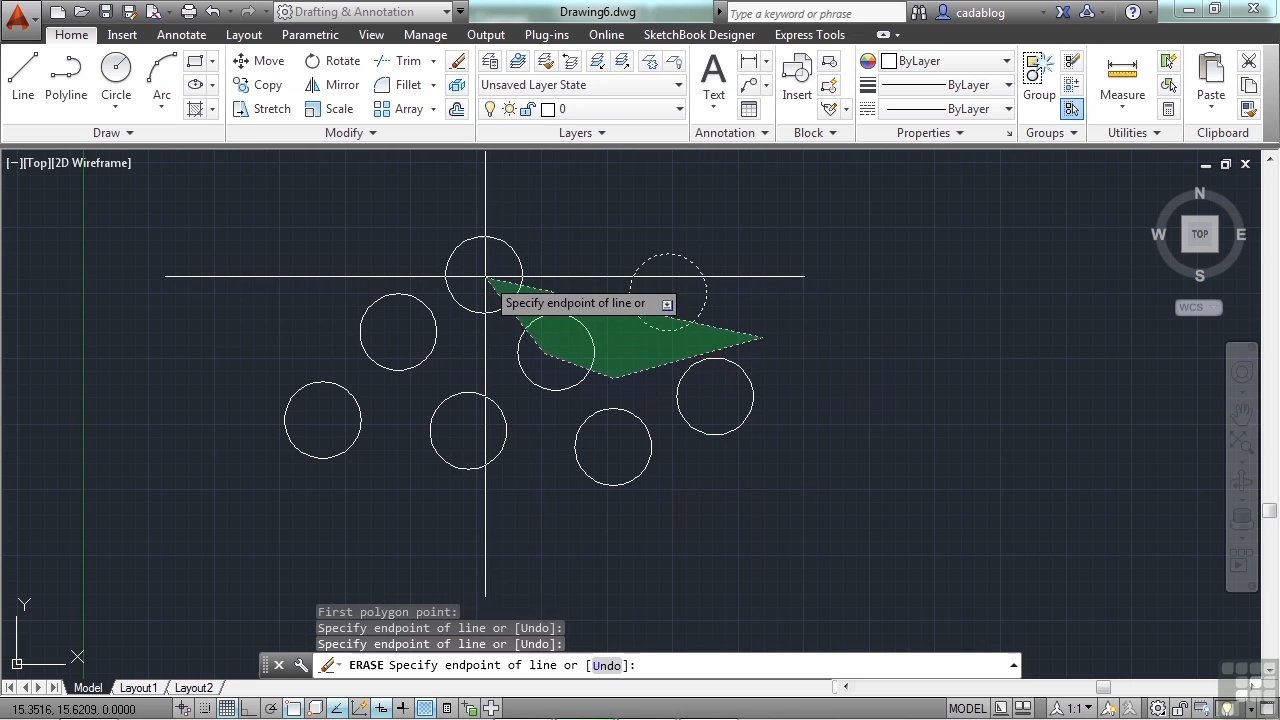 Drafting & Annotation
Drawing6.dwg
Type a keyword or phrase
cadablog
Home Insert Annotate Layout Parametric View Manage Output Plug-ins Online SketchBook Designer Express Tools
Line
Polyline
Circle
Arc
Move
Rotate
Trim
Copy
Mirror
Fillet
Stretch
Scale
Array
Unsaved Layer State
0
Text
Insert
ByLayer
ByLayer
ByLayer
Group
Measure
Paste
Draw
Modify
Layers
Annotation
Block
Properties
Groups
Utilities
Clipboard
[−][Top][2D Wireframe]
N
W
TOP
E
S
WCS
Specify endpoint of line or
Y
X
First polygon point:
Specify endpoint of line or [Undo]:
Specify endpoint of line or [Undo]:
ERASE Specify endpoint of line or [Undo]:
Model Layout1 Layout2
15.3516, 15.6209, 0.0000
MODEL
1:1